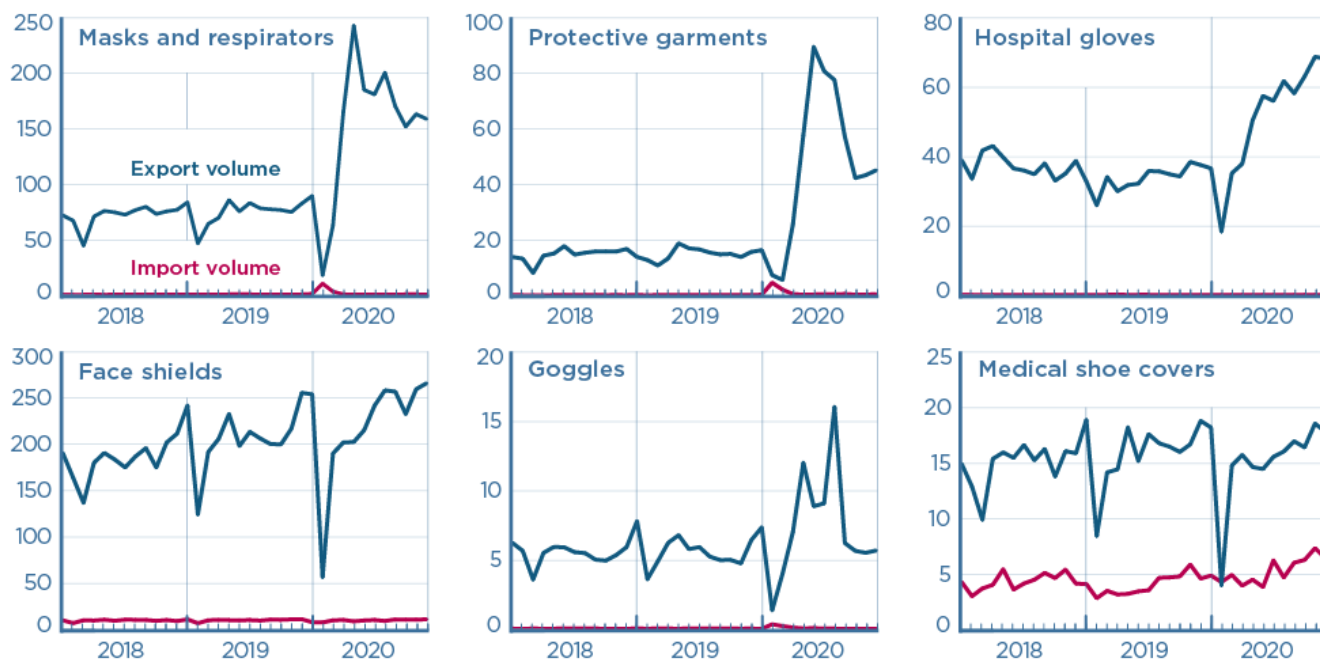 Masks and respirators
250
200
150
100
50
0
Export volume
Import volume
2018 2019 2020
Protective garments
100
80
60
40
20
0
2018 2019 2020
Hospital gloves
80
60
40
20
0
2018 2019 2020
Face shields
300
250
200
150
100
50
0
2018 2019 2020
Goggles
20
15
10
5
0
2018 2019 2020
Medical shoe covers
25
20
15
10
5
0
2018 2019 2020